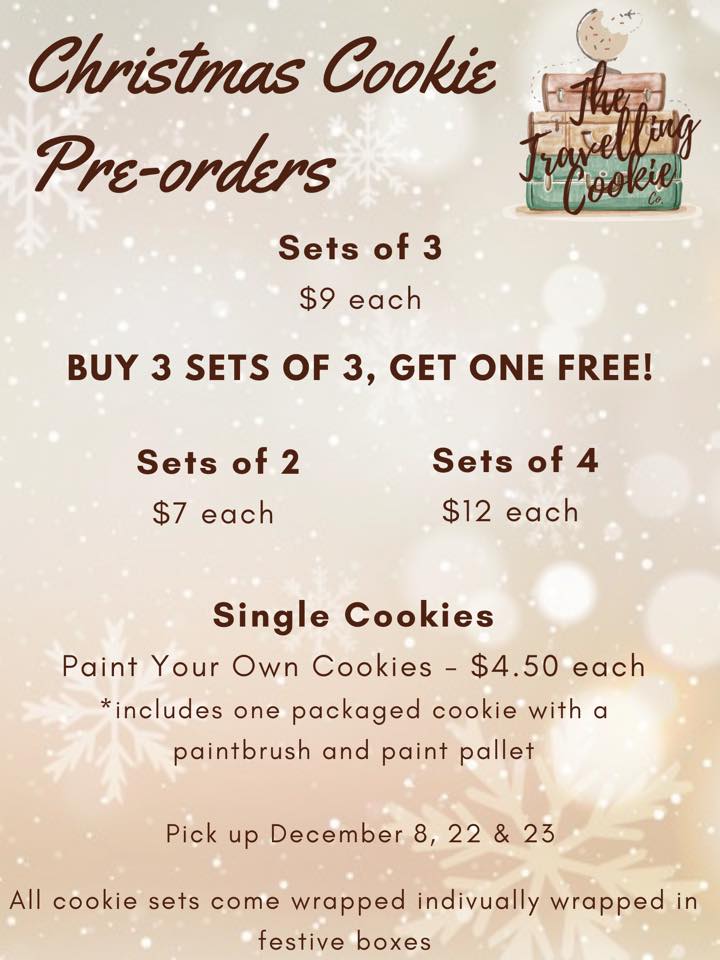 Christmas Cookie
Pre-orders
The
Travelling
Cookie
Co.
Sets of 3
$9 each
BUY 3 SETS OF 3, GET ONE FREE!
Sets of 2
$7 each
Sets of 4
$12 each
Single Cookies
Paint Your Own Cookies – $4.50 each
*includes one packaged cookie with a
paintbrush and paint pallet
Pick up December 8, 22 & 23
All cookie sets come wrapped indivually wrapped in
festive boxes